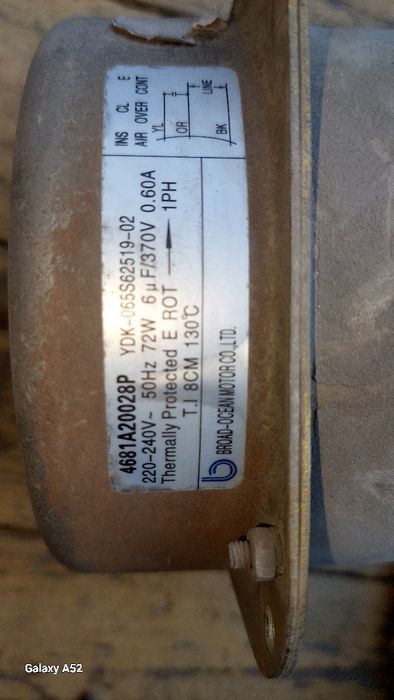 4681A20028P YDK-065S62519-02
220-240V~ 50Hz 72W 6µF/370V 0.60A
Thermally Protected E ROT → 1PH
T.I 8CM 130℃
BROAD-OCEAN MOTOR CO.,LTD.
INS CL E
AIR OVER CONT
YL
OR
BK
LINE
Galaxy A52